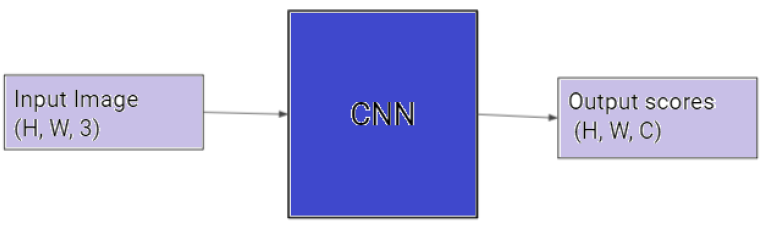 Input Image
(H, W, 3)
CNN
Output scores
(H, W, C)